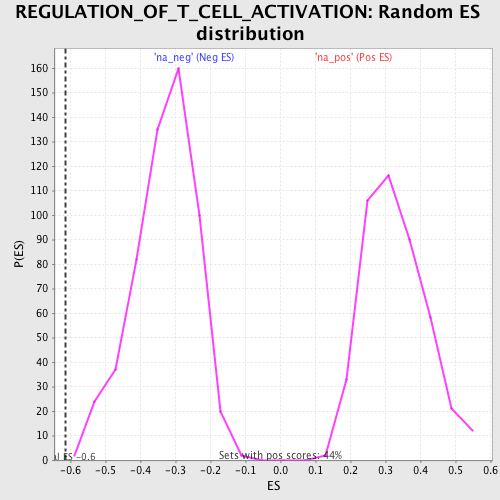 REGULATION_OF_T_CELL_ACTIVATION: Random ES
distribution
'na_neg' (Neg ES) 'na_pos' (Pos ES)
160
150
140
130
120
110
100
90
80
70
60
50
40
30
20
10
0
P(ES)
ES -0.6 Sets with pos scores: 44%
-0.6 -0.5 -0.4 -0.3 -0.2 -0.1 0.0 0.1 0.2 0.3 0.4 0.5 0.6
ES